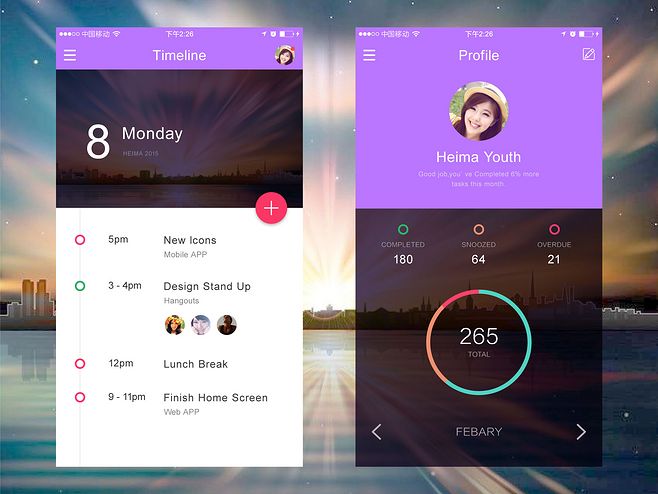 中国移动
下午2:26
Timeline
8 Monday
HEIMA 2015
5pm New Icons
Mobile APP
3 - 4pm Design Stand Up
Hangouts
12pm Lunch Break
9 - 11pm Finish Home Screen
Web APP
中国移动
下午2:26
Profile
Heima Youth
Good job,you' ve Completed 6% more
tasks this month.
COMPLETED SNOOZED OVERDUE
180 64 21
265
TOTAL
FEBARY